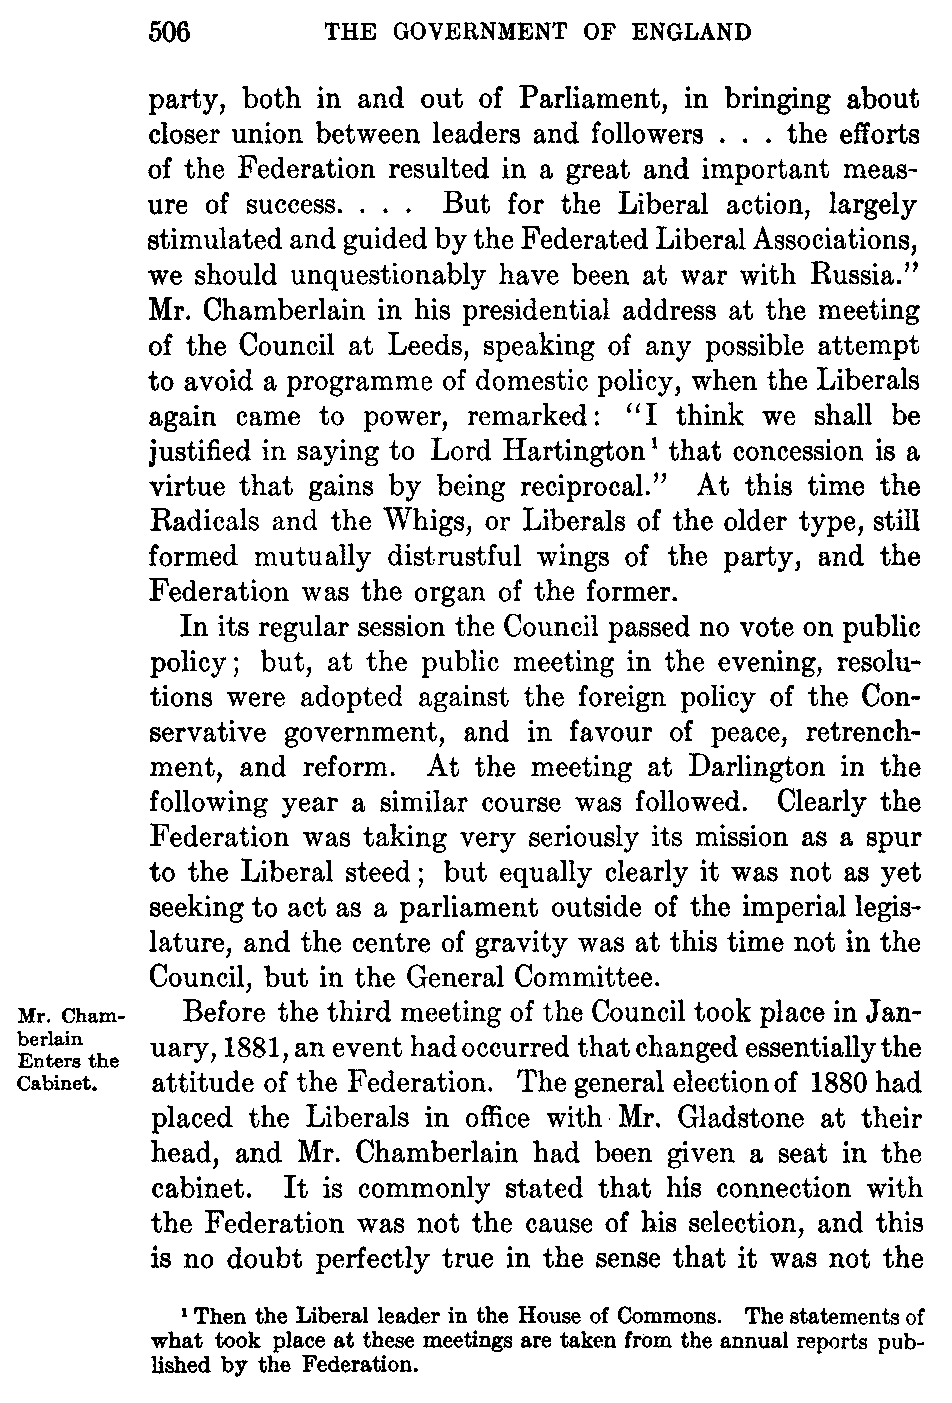 506 THE GOVERNMENT OF ENGLAND
party, both in and out of Parliament, in bringing about
closer union between leaders and followers . . . the efforts
of the Federation resulted in a great and important meas-
ure of success. . . . But for the Liberal action, largely
stimulated and guided by the Federated Liberal Associations,
we should unquestionably have been at war with Russia."
Mr. Chamberlain in his presidential address at the meeting
of the Council at Leeds, speaking of any possible attempt
to avoid a programme of domestic policy, when the Liberals
again came to power, remarked: "I think we shall be
justified in saying to Lord Hartington¹ that concession is a
virtue that gains by being reciprocal." At this time the
Radicals and the Whigs, or Liberals of the older type, still
formed mutually distrustful wings of the party, and the
Federation was the organ of the former.
In its regular session the Council passed no vote on public
policy; but, at the public meeting in the evening, resolu-
tions were adopted against the foreign policy of the Con-
servative government, and in favour of peace, retrench-
ment, and reform. At the meeting at Darlington in the
following year a similar course was followed. Clearly the
Federation was taking very seriously its mission as a spur
to the Liberal steed; but equally clearly it was not as yet
seeking to act as a parliament outside of the imperial legis-
lature, and the centre of gravity was at this time not in the
Council, but in the General Committee.
Mr. Cham-
berlain
Enters the
Cabinet.
Before the third meeting of the Council took place in Jan-
uary, 1881, an event had occurred that changed essentially the
attitude of the Federation. The general election of 1880 had
placed the Liberals in office with Mr. Gladstone at their
head, and Mr. Chamberlain had been given a seat in the
cabinet. It is commonly stated that his connection with
the Federation was not the cause of his selection, and this
is no doubt perfectly true in the sense that it was not the
¹ Then the Liberal leader in the House of Commons. The statements of
what took place at these meetings are taken from the annual reports pub-
lished by the Federation.